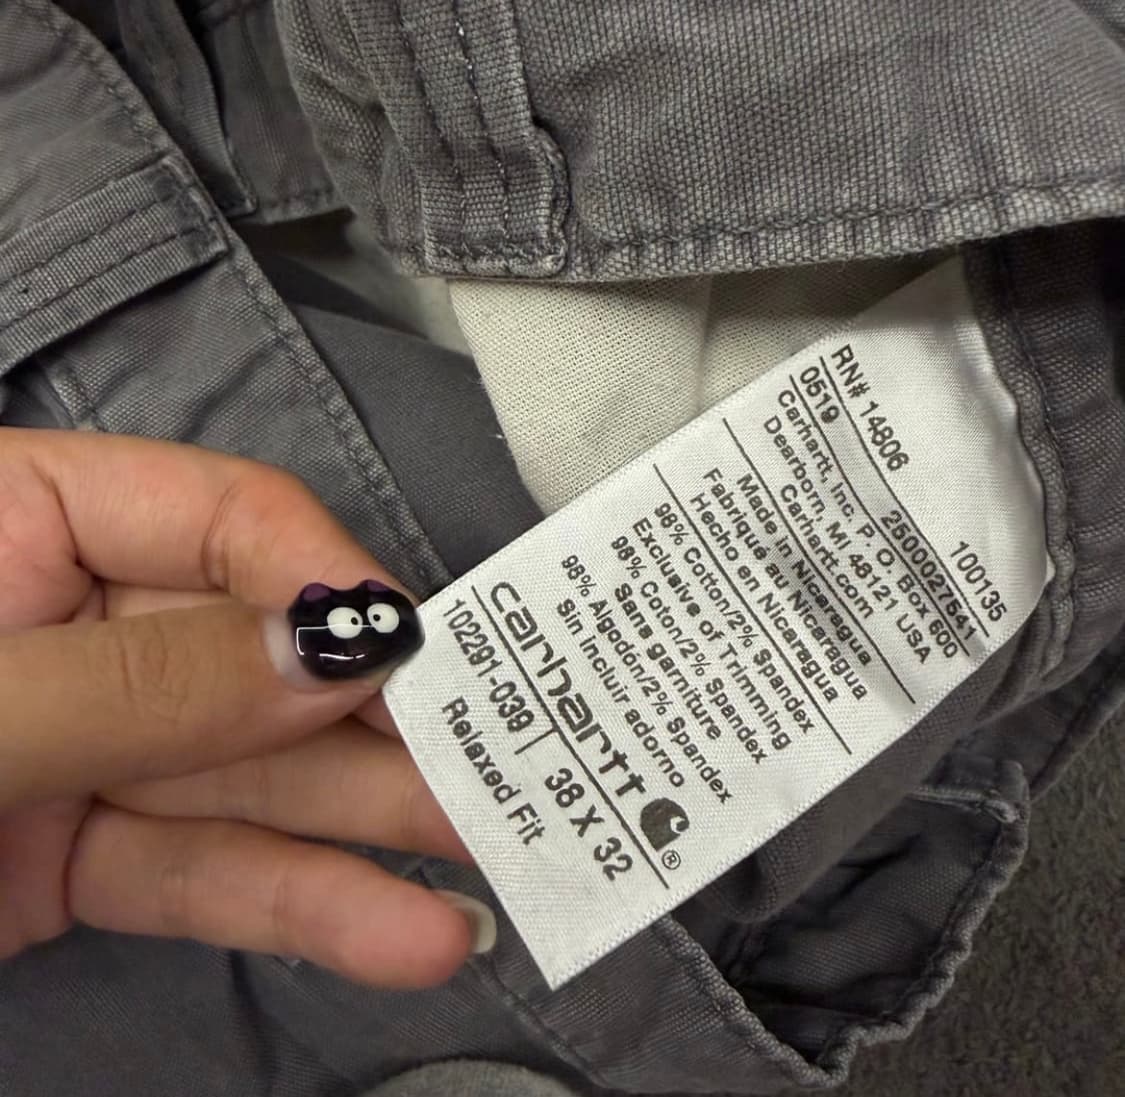 carhartt ®
102291-039 | 38 X 32
Relaxed Fit
98% Cotton/2% Spandex
Exclusive of Trimming
98% Coton/2% Spandex
Sans garniture
98% Algodon/2% Spandex
Sin incluir adorno
Made in Nicaragua
Fabriqué au Nicaragua
Hecho en Nicaragua
Carhartt, Inc. P. O. Box 600
Dearborn, MI 48121 USA
Carhartt.com
0519 2500027541
RN# 14806 100135